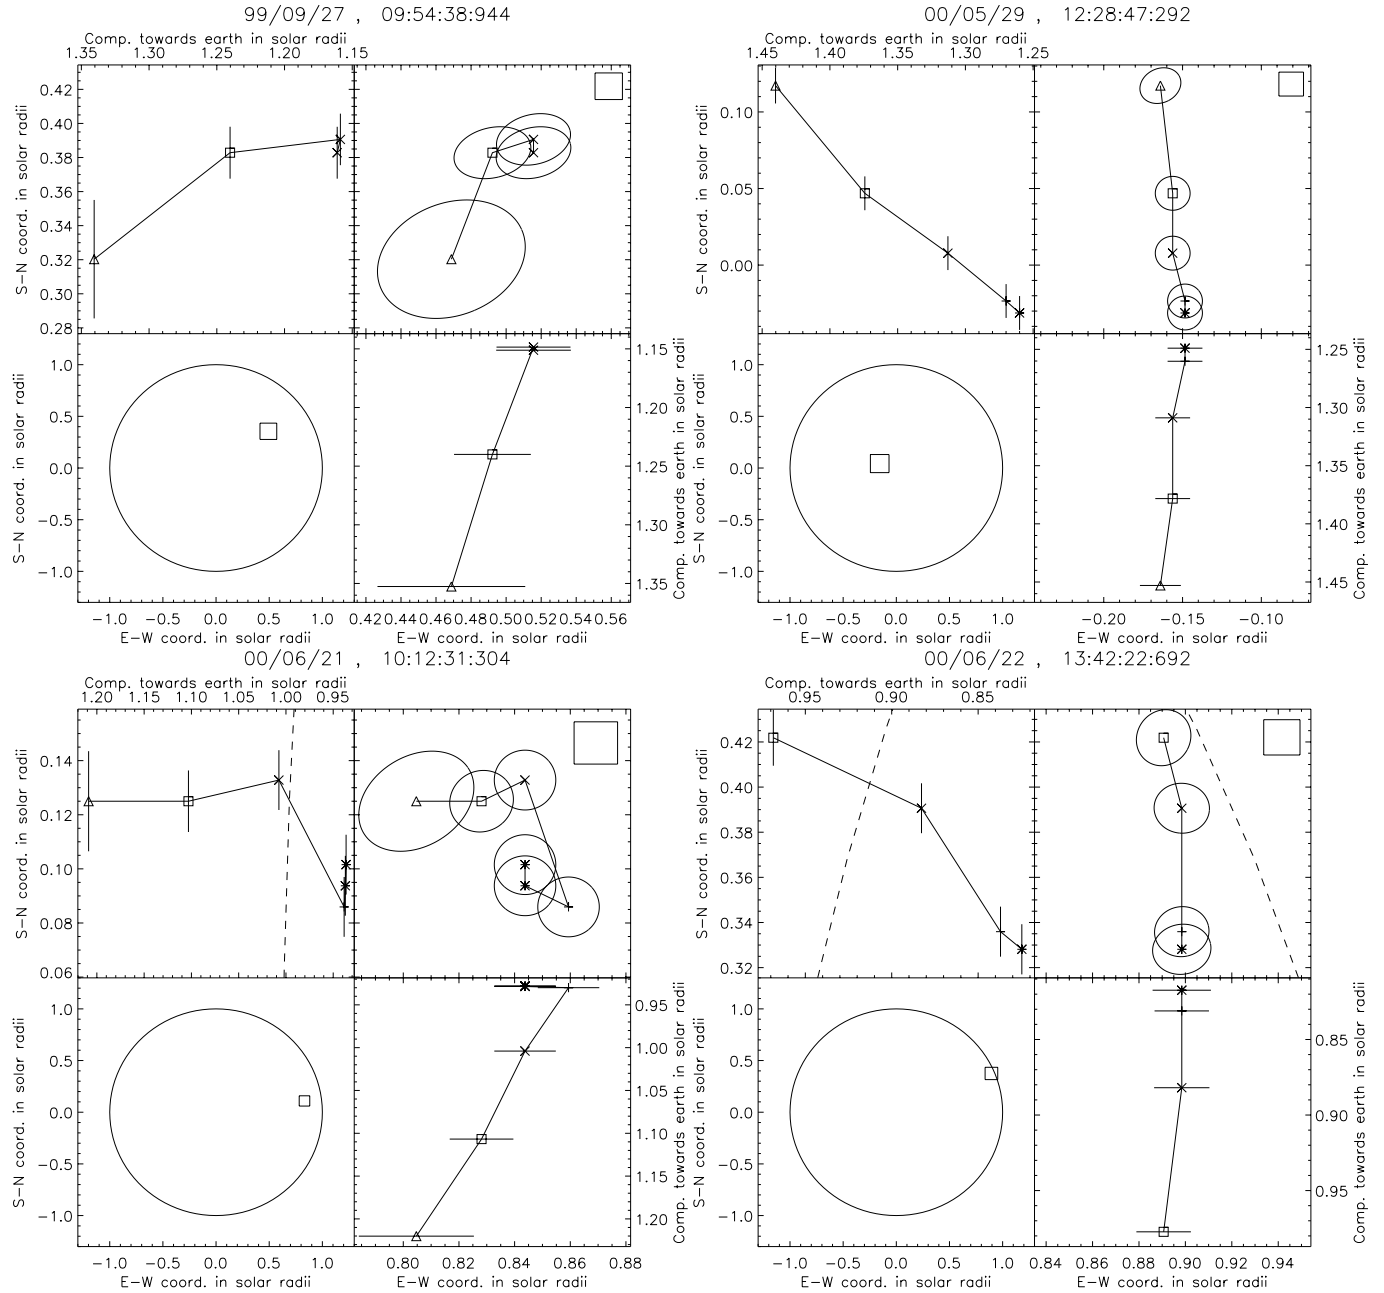 99/09/27 , 09:54:38:944
Comp. towards earth in solar radii
1.35 1.30 1.25 1.20 1.15
S-N coord. in solar radii
0.42
0.40
0.38
0.36
0.34
0.32
0.30
0.28
S-N coord. in solar radii
1.0
0.5
0.0
-0.5
-1.0
1.15
1.20
1.25
1.30
1.35
Comp. towards earth in solar radii
-1.0 -0.5 0.0 0.5 1.0
E-W coord. in solar radii
0.42 0.44 0.46 0.48 0.50 0.52 0.54 0.56
E-W coord. in solar radii
00/05/29 , 12:28:47:292
Comp. towards earth in solar radii
1.45 1.40 1.35 1.30 1.25
S-N coord. in solar radii
0.10
0.05
0.00
S-N coord. in solar radii
1.0
0.5
0.0
-0.5
-1.0
1.25
1.30
1.35
1.40
1.45
Comp. towards earth in solar radii
-1.0 -0.5 0.0 0.5 1.0
E-W coord. in solar radii
-0.20 -0.15 -0.10
E-W coord. in solar radii
00/06/21 , 10:12:31:304
Comp. towards earth in solar radii
1.20 1.15 1.10 1.05 1.00 0.95
S-N coord. in solar radii
0.14
0.12
0.10
0.08
0.06
S-N coord. in solar radii
1.0
0.5
0.0
-0.5
-1.0
0.95
1.00
1.05
1.10
1.15
1.20
Comp. towards earth in solar radii
-1.0 -0.5 0.0 0.5 1.0
E-W coord. in solar radii
0.80 0.82 0.84 0.86 0.88
E-W coord. in solar radii
00/06/22 , 13:42:22:692
Comp. towards earth in solar radii
0.95 0.90 0.85
S-N coord. in solar radii
0.42
0.40
0.38
0.36
0.34
0.32
S-N coord. in solar radii
1.0
0.5
0.0
-0.5
-1.0
0.85
0.90
0.95
Comp. towards earth in solar radii
-1.0 -0.5 0.0 0.5 1.0
E-W coord. in solar radii
0.84 0.86 0.88 0.90 0.92 0.94
E-W coord. in solar radii